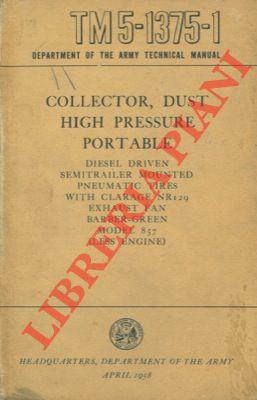 TM 5-1375-1
DEPARTMENT OF THE ARMY TECHNICAL MANUAL
COLLECTOR, DUST
HIGH PRESSURE
PORTABLE
DIESEL DRIVEN
SEMITRAILER MOUNTED
PNEUMATIC TIRES
WITH CLARAGE NR129
EXHAUST FAN
BARBER-GREEN
MODEL 857
(LESS ENGINE)
LIBRERIA PIANI
HEADQUARTERS, DEPARTMENT OF THE ARMY
APRIL 1958